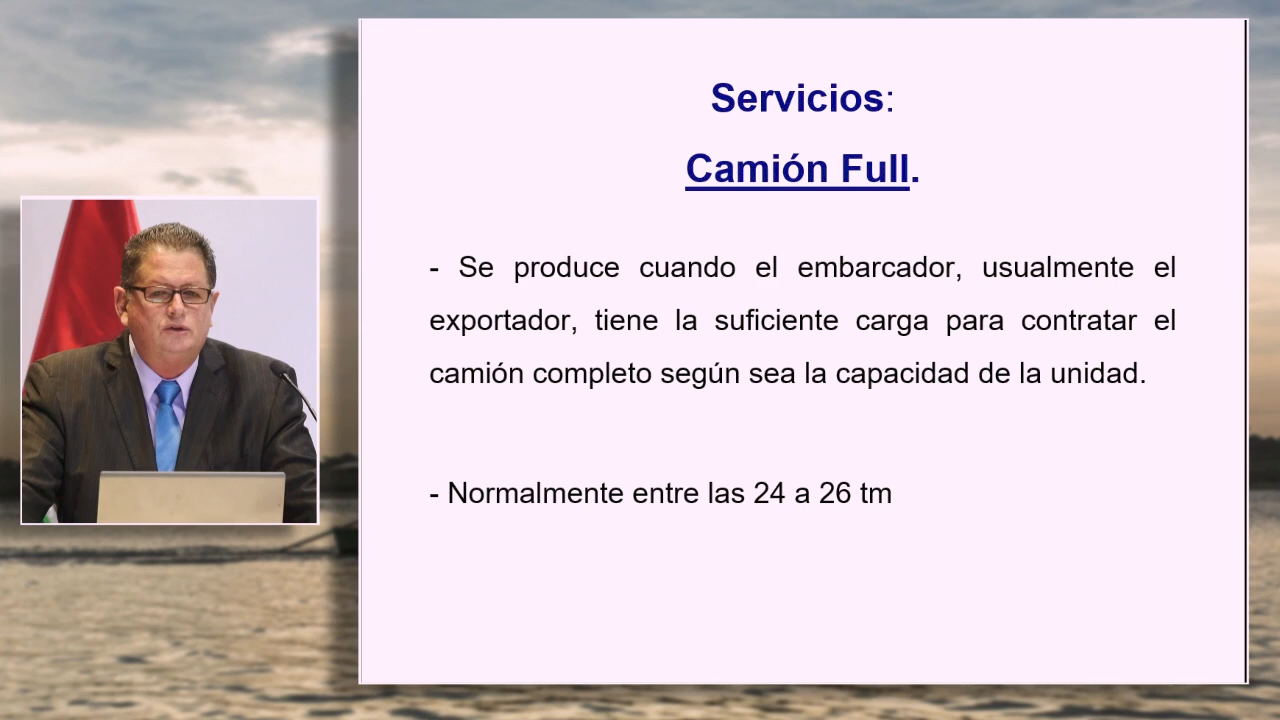 Servicios:
Camión Full.
- Se produce cuando el embarcador, usualmente el
exportador, tiene la suficiente carga para contratar el
camión completo según sea la capacidad de la unidad.
- Normalmente entre las 24 a 26 tm